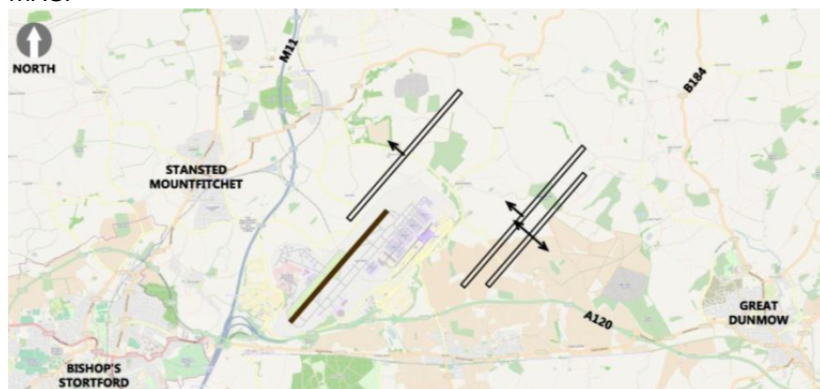 NORTH
M11
B184
STANSTED
MOUNTFITCHET
A120
GREAT
DUNMOW
BISHOP'S
STORTFORD